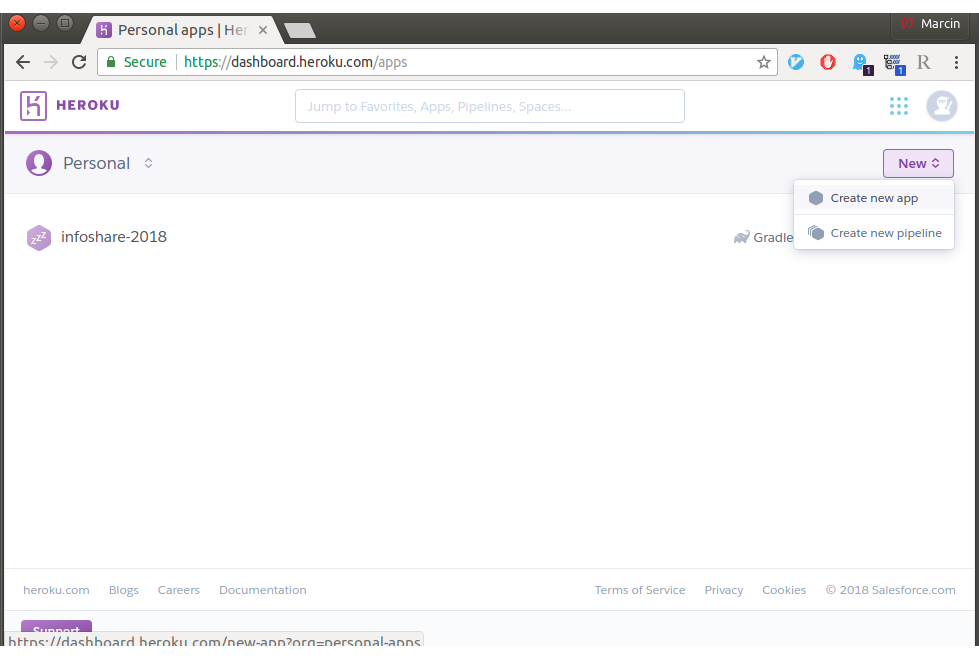 Personal apps | Her
Marcin
Secure
https://dashboard.heroku.com/apps
1
1
R
HEROKU
Jump to Favorites, Apps, Pipelines, Spaces...
Personal
New
Create new app
Create new pipeline
zzz
infoshare-2018
Gradle
heroku.com
Blogs
Careers
Documentation
Terms of Service
Privacy
Cookies
© 2018 Salesforce.com
Support
https://dashboard.heroku.com/new-app?org=personal-apps